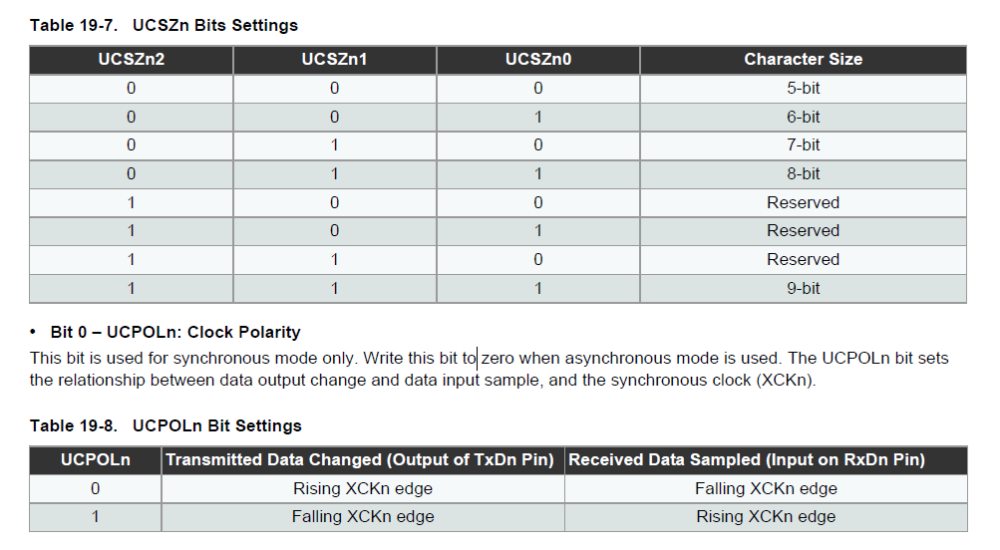 Table 19-7. UCSZn Bits Settings
UCSZn2 UCSZn1 UCSZn0 Character Size
0 0 0 5-bit
0 0 1 6-bit
0 1 0 7-bit
0 1 1 8-bit
1 0 0 Reserved
1 0 1 Reserved
1 1 0 Reserved
1 1 1 9-bit
• Bit 0 – UCPOLn: Clock Polarity
This bit is used for synchronous mode only. Write this bit to zero when asynchronous mode is used. The UCPOLn bit sets
the relationship between data output change and data input sample, and the synchronous clock (XCKn).
Table 19-8. UCPOLn Bit Settings
UCPOLn Transmitted Data Changed (Output of TxDn Pin) Received Data Sampled (Input on RxDn Pin)
0 Rising XCKn edge Falling XCKn edge
1 Falling XCKn edge Rising XCKn edge